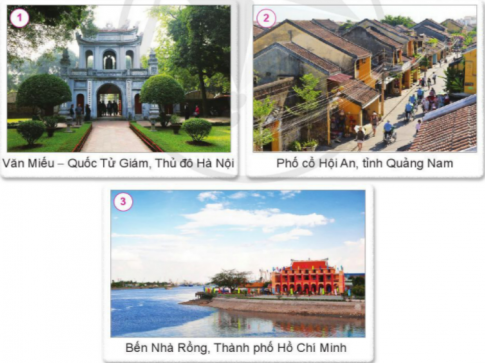 1
2
Văn Miếu – Quốc Tử Giám, Thủ đô Hà Nội
Phố cổ Hội An, tỉnh Quảng Nam
3
Bến Nhà Rồng, Thành phố Hồ Chí Minh